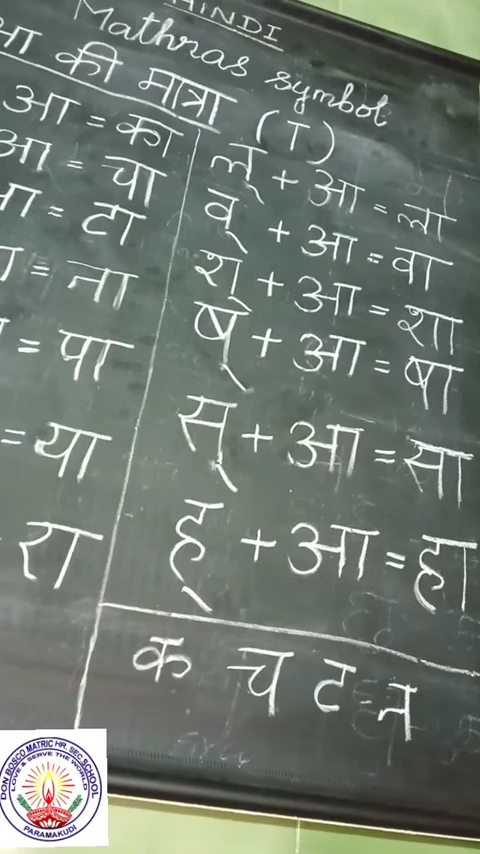 HINDI
Mathras symbol
आ की मात्रा (ा)
आ = का
आ = चा
आ = टा
= ना
= पा
= या
रा
ल् + आ = ला
व् + आ = वा
श् + आ = शा
ष् + आ = षा
स् + आ = सा
ह् + आ = हा
क च ट न
DON BOSCO MATRIC HR. SEC SCHOOL
LOVE & SERVE THE WORLD
PARAMAKUDI